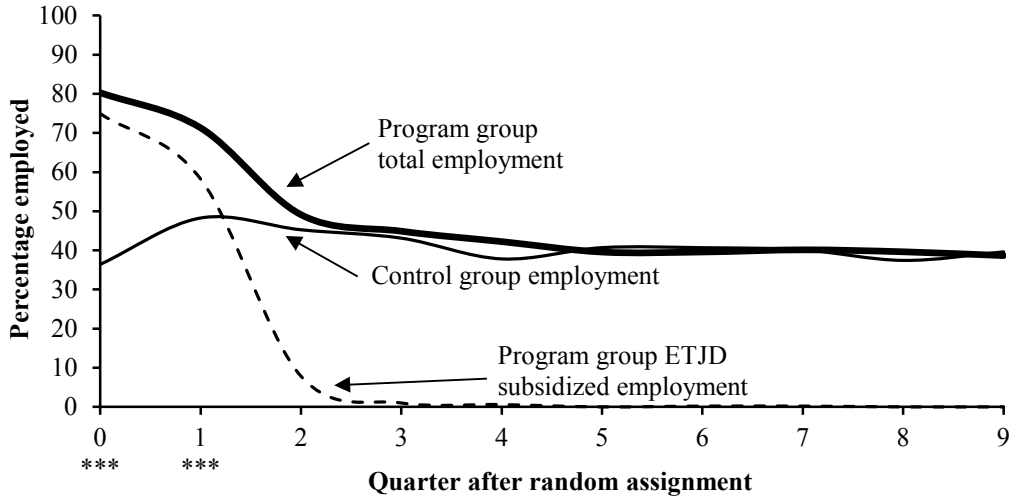 100
90
80
70
60
50
40
30
20
10
0
Percentage employed
Program group
total employment
Control group employment
Program group ETJD
subsidized employment
0 1 2 3 4 5 6 7 8 9
*** ***
Quarter after random assignment